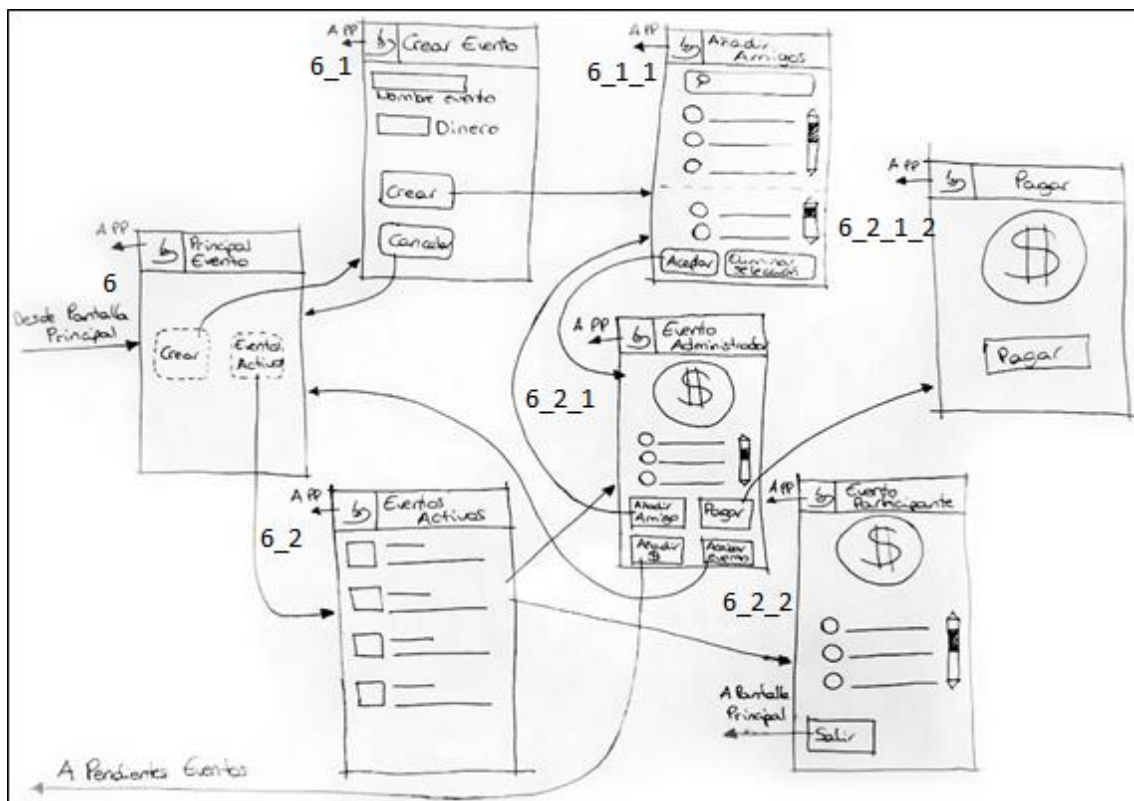 A PP
Crear Evento
6_1
Nombre evento
Dinero
Crear
Cancelar
A PP
Añadir
Amigos
6_1_1
Aceptar
Eliminar
seleccionados
A PP
Pagar
6_2_1_2
Pagar
A PP
Principal
Evento
6
Desde Pantalla
Principal
Crear
Eventos
Activos
A PP
Evento
Administrador
6_2_1
Añadir
Amigo
Pagar
Añadir
$
Acabar
evento
A PP
Eventos
Activos
6_2
A PP
Evento
Participante
6_2_2
A Pantalla
Principal
Salir
A Pendientes Eventos